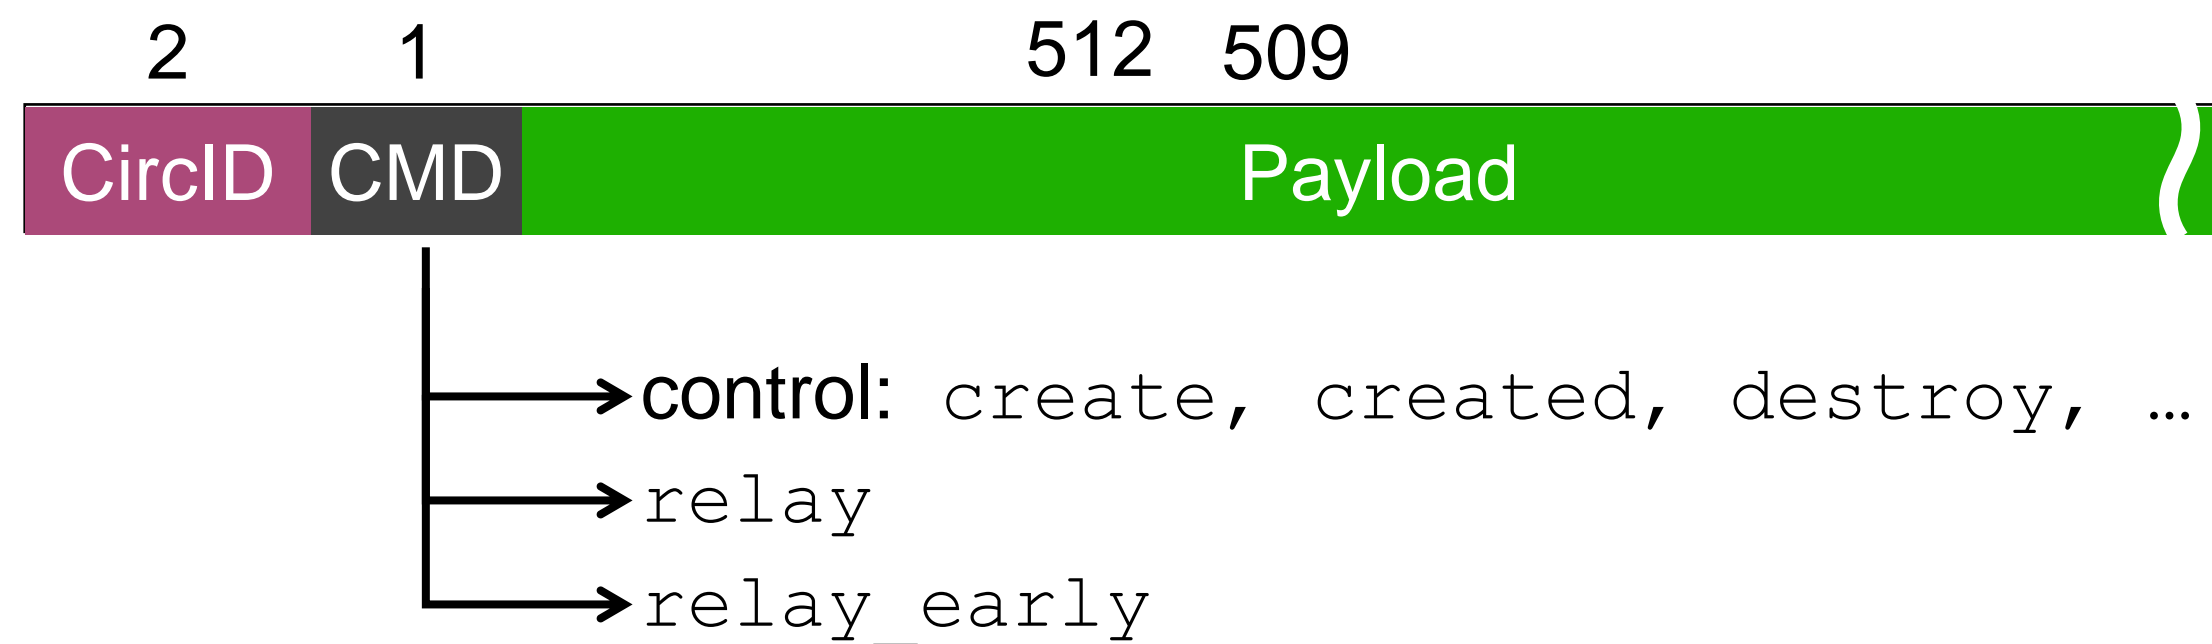 2 1 512 509
CircID CMD Payload
control: create, created, destroy, …
relay
relay_early